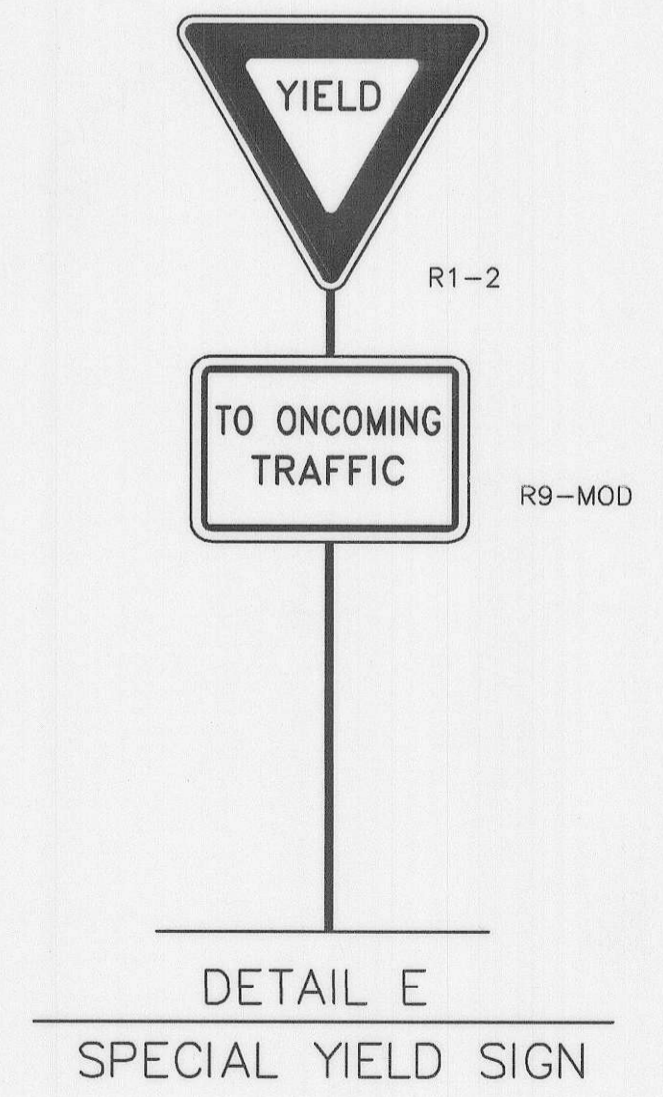 YIELD
R1-2
TO ONCOMING
TRAFFIC
R9-MOD
DETAIL E
SPECIAL YIELD SIGN